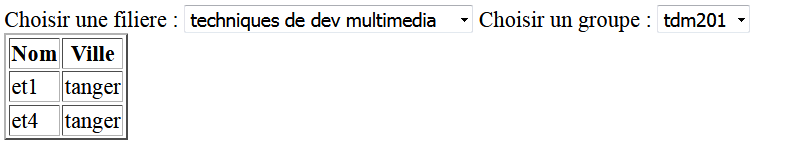 Choisir une filiere : techniques de dev multimedia Choisir un groupe : tdm201
Nom Ville
et1 tanger
et4 tanger